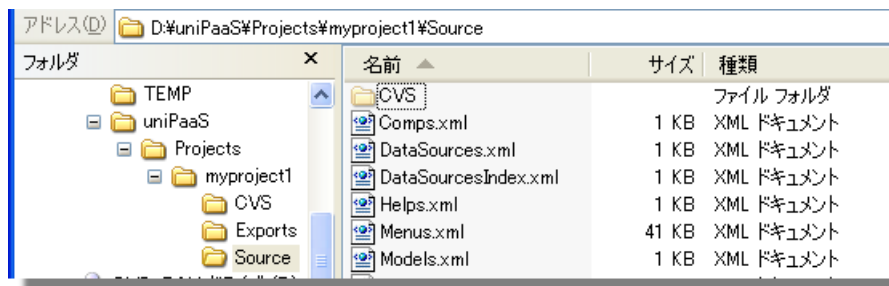 アドレス(D) D:¥uniPaaS¥Projects¥myproject1¥Source
フォルダ ×
名前 サイズ 種類
TEMP
uniPaaS
Projects
myproject1
CVS
Exports
Source
CVS ファイル フォルダ
Comps.xml 1 KB XML ドキュメント
DataSources.xml 1 KB XML ドキュメント
DataSourcesIndex.xml 1 KB XML ドキュメント
Helps.xml 1 KB XML ドキュメント
Menus.xml 41 KB XML ドキュメント
Models.xml 1 KB XML ドキュメント